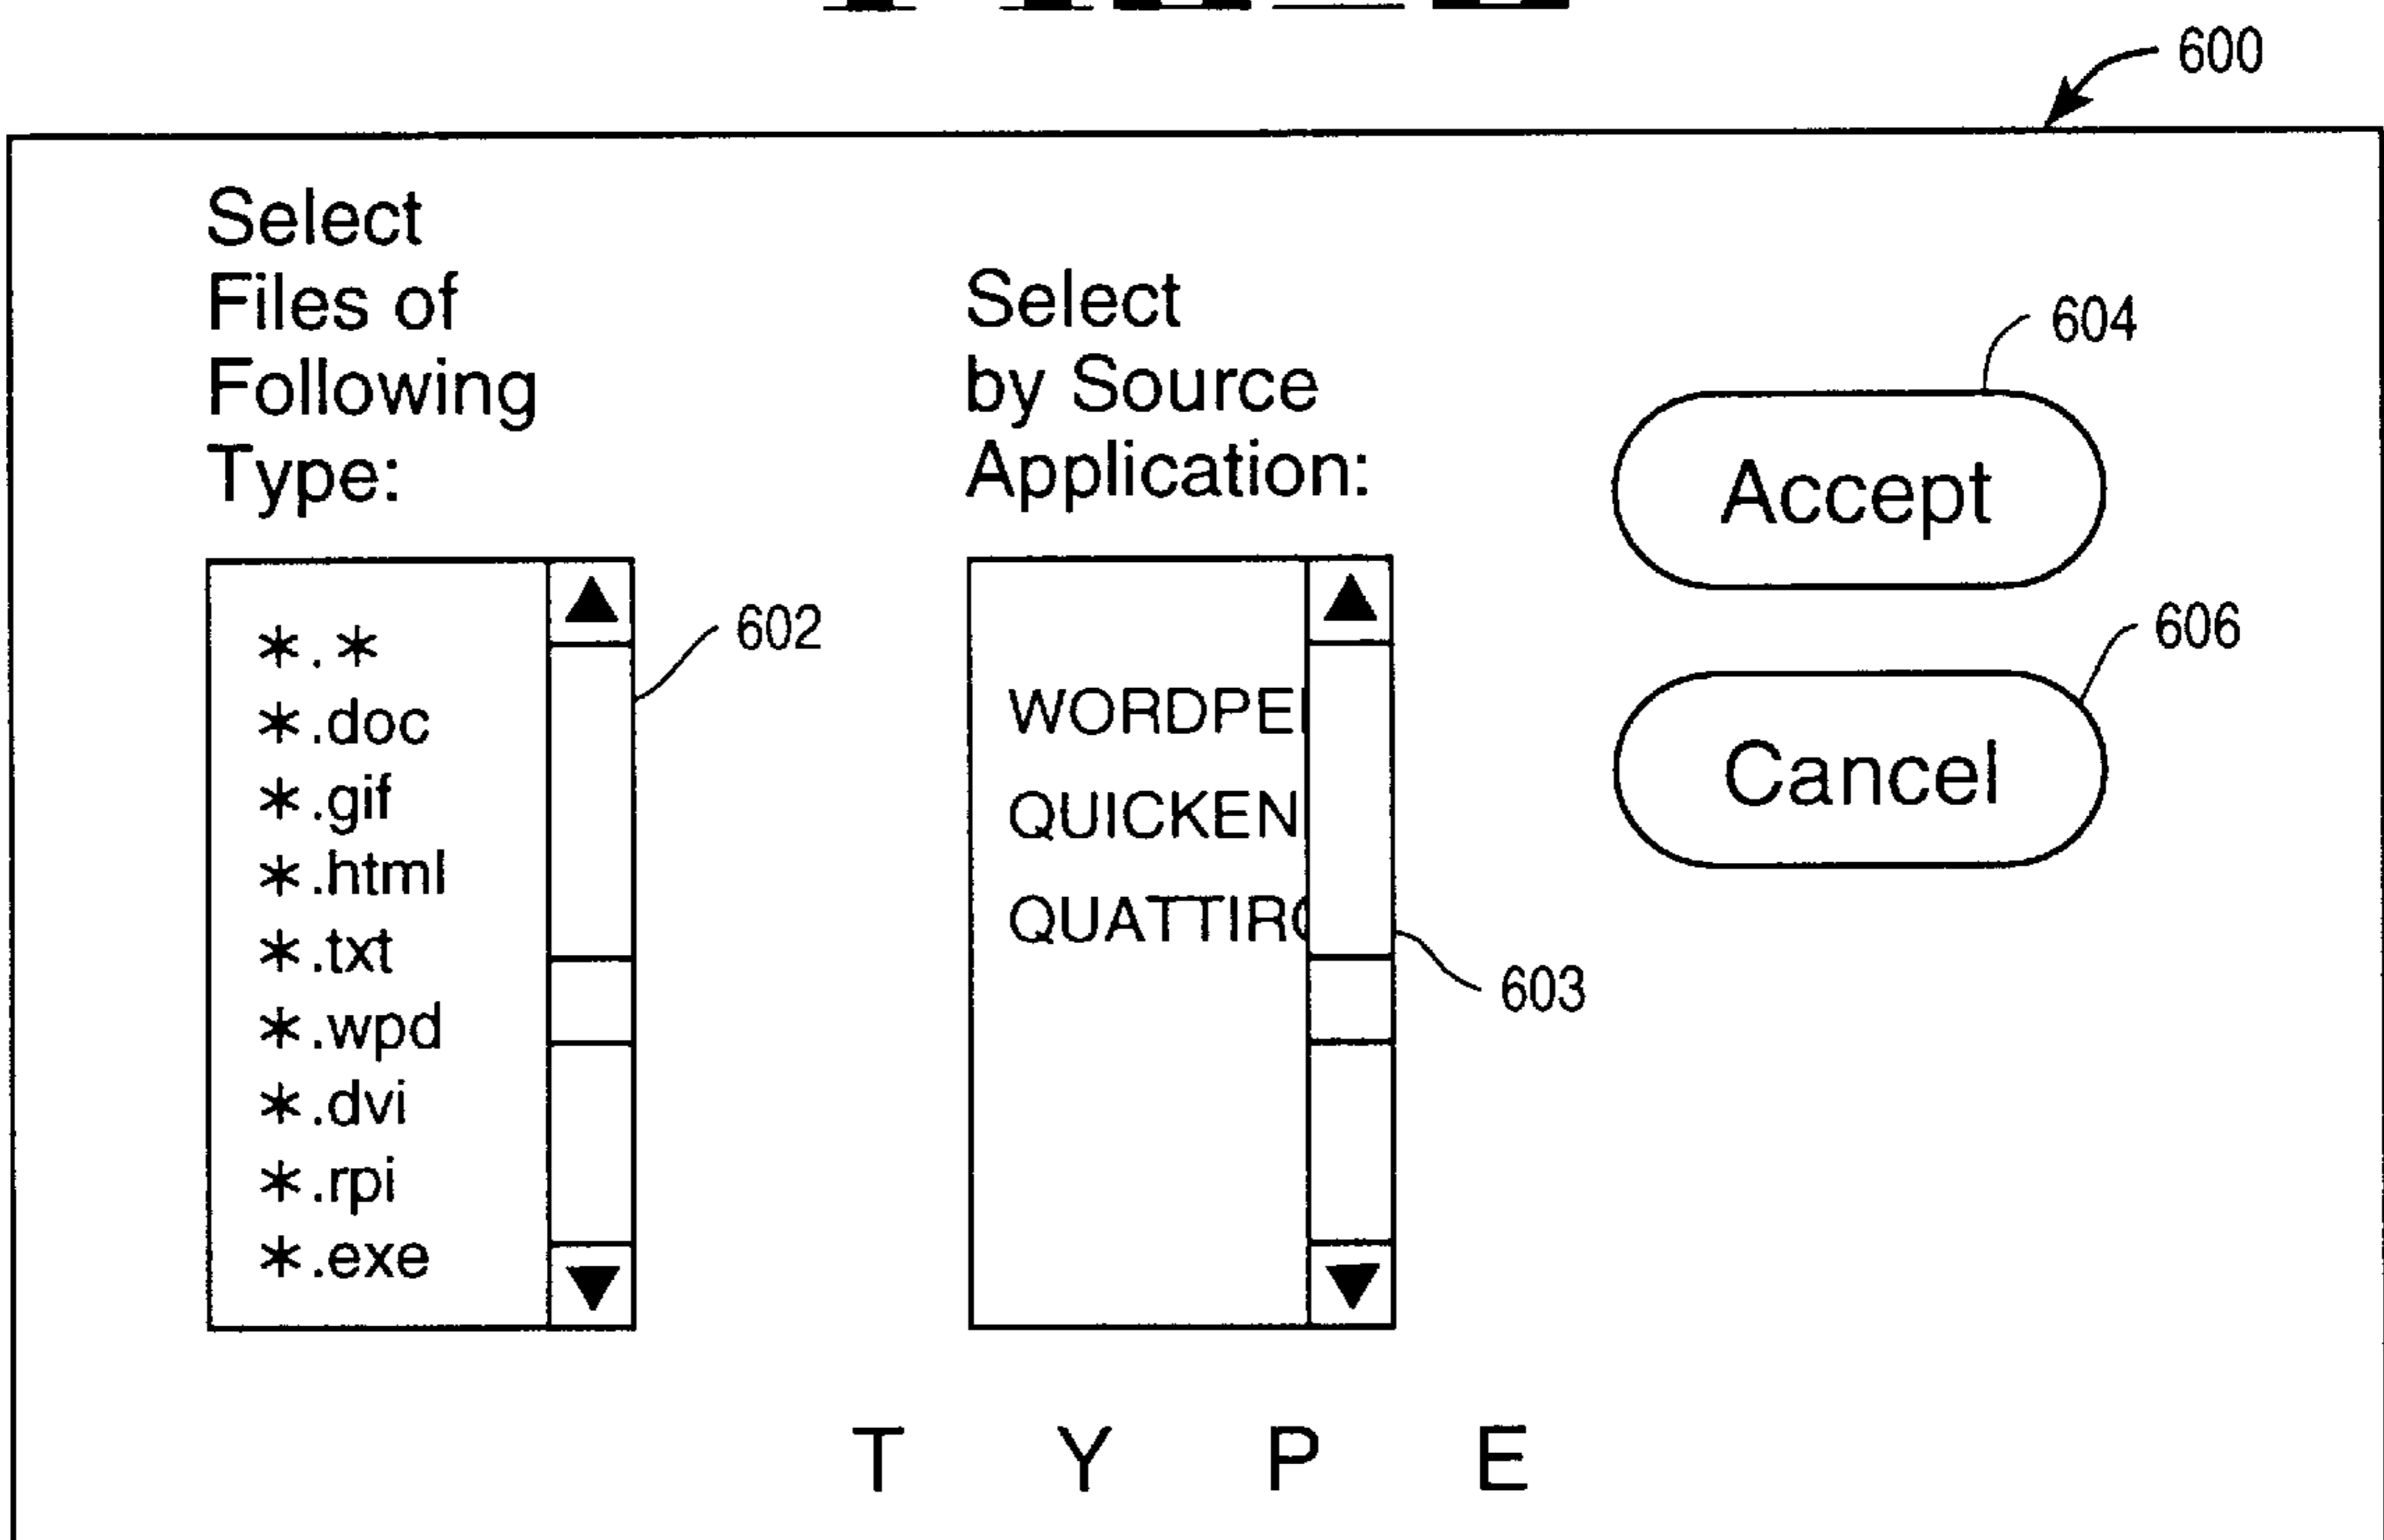 600
Select
Files of
Following
Type:
Select
by Source
Application:
604
Accept
606
Cancel
602
*.*
*.doc
*.gif
*.html
*.txt
*.wpd
*.dvi
*.rpi
*.exe
WORDPE
QUICKEN
QUATTIRO
603
T Y P E